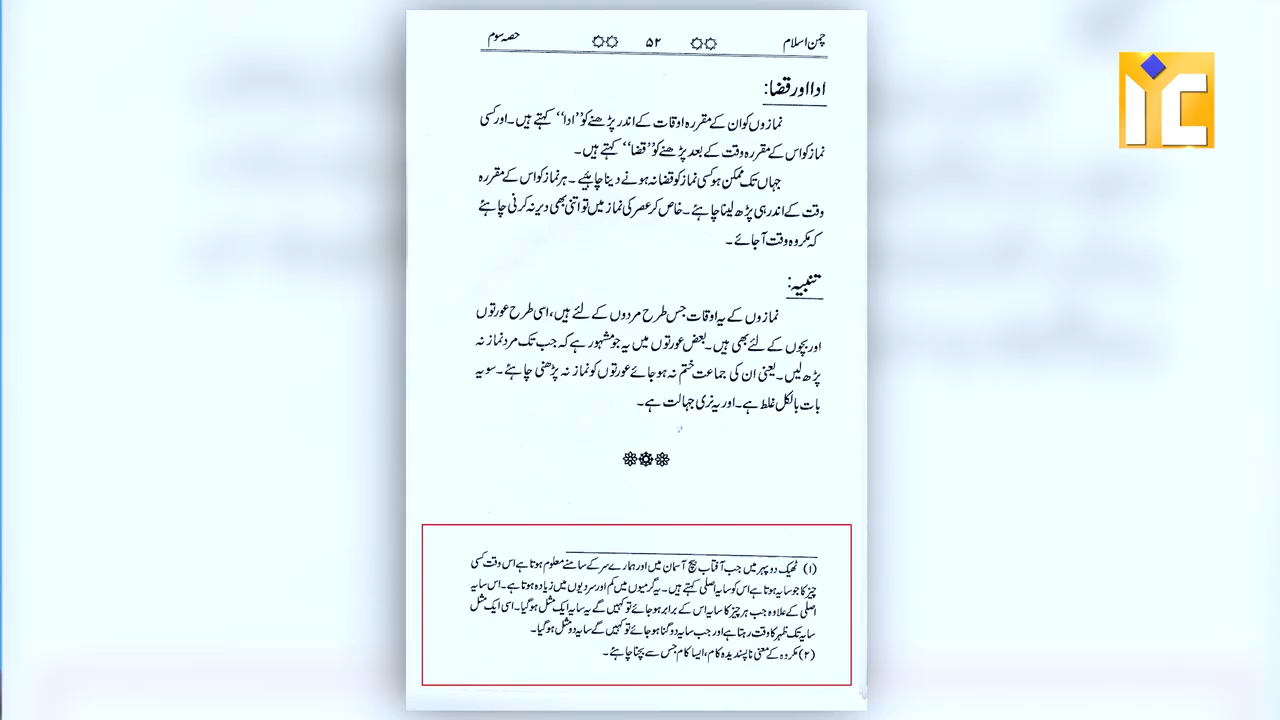 چمن اسلام ۵۲ حصہ سوم
ادا اور قضا:
نمازوں کو ان کے مقررہ اوقات کے اندر پڑھنے کو ’’ادا‘‘ کہتے ہیں۔ اور کسی
نماز کو اس کے مقررہ وقت کے بعد پڑھنے کو ’’قضا‘‘ کہتے ہیں۔
جہاں تک ممکن ہو کسی نماز کو قضا نہ ہونے دینا چاہیے۔ ہر نماز کو اس کے مقررہ
وقت کے اندر ہی پڑھ لینا چاہئے۔ خاص کر عصر کی نماز میں تو اتنی بھی دیر نہ کرنی چاہئے
کہ مکروہ وقت آ جائے۔
تنبیہ:
نمازوں کے یہ اوقات جس طرح مردوں کے لئے ہیں، اسی طرح عورتوں
اور بچوں کے لئے بھی ہیں۔ بعض عورتوں میں یہ جو مشہور ہے کہ جب تک مرد نماز نہ
پڑھ لیں۔ یعنی ان کی جماعت ختم نہ ہو جائے عورتوں کو نماز نہ پڑھنی چاہئے۔ سو یہ
بات بالکل غلط ہے۔ اور یہ نری جہالت ہے۔
(۱) ٹھیک دوپہر میں جب آفتاب بیچ آسمان میں اور ہمارے سر کے سامنے معلوم ہوتا ہے اس وقت کسی
چیز کا جو سایہ ہوتا ہے اس کو سایہ اصلی کہتے ہیں۔ یہ گرمیوں میں کم اور سردیوں میں زیادہ ہوتا ہے۔ اس سایہ
اصلی کے علاوہ جب ہر چیز کا سایہ اس کے برابر ہو جائے تو کہیں گے یہ سایہ ایک مثل ہو گیا۔ اسی ایک مثل
سایہ تک ظہر کا وقت رہتا ہے اور جب سایہ دو گنا ہو جائے تو کہیں گے سایہ دو مثل ہو گیا۔
(۲) مکروہ کے معنی نا پسندیدہ کام، ایسا کام جس سے بچنا چاہئے۔
YC